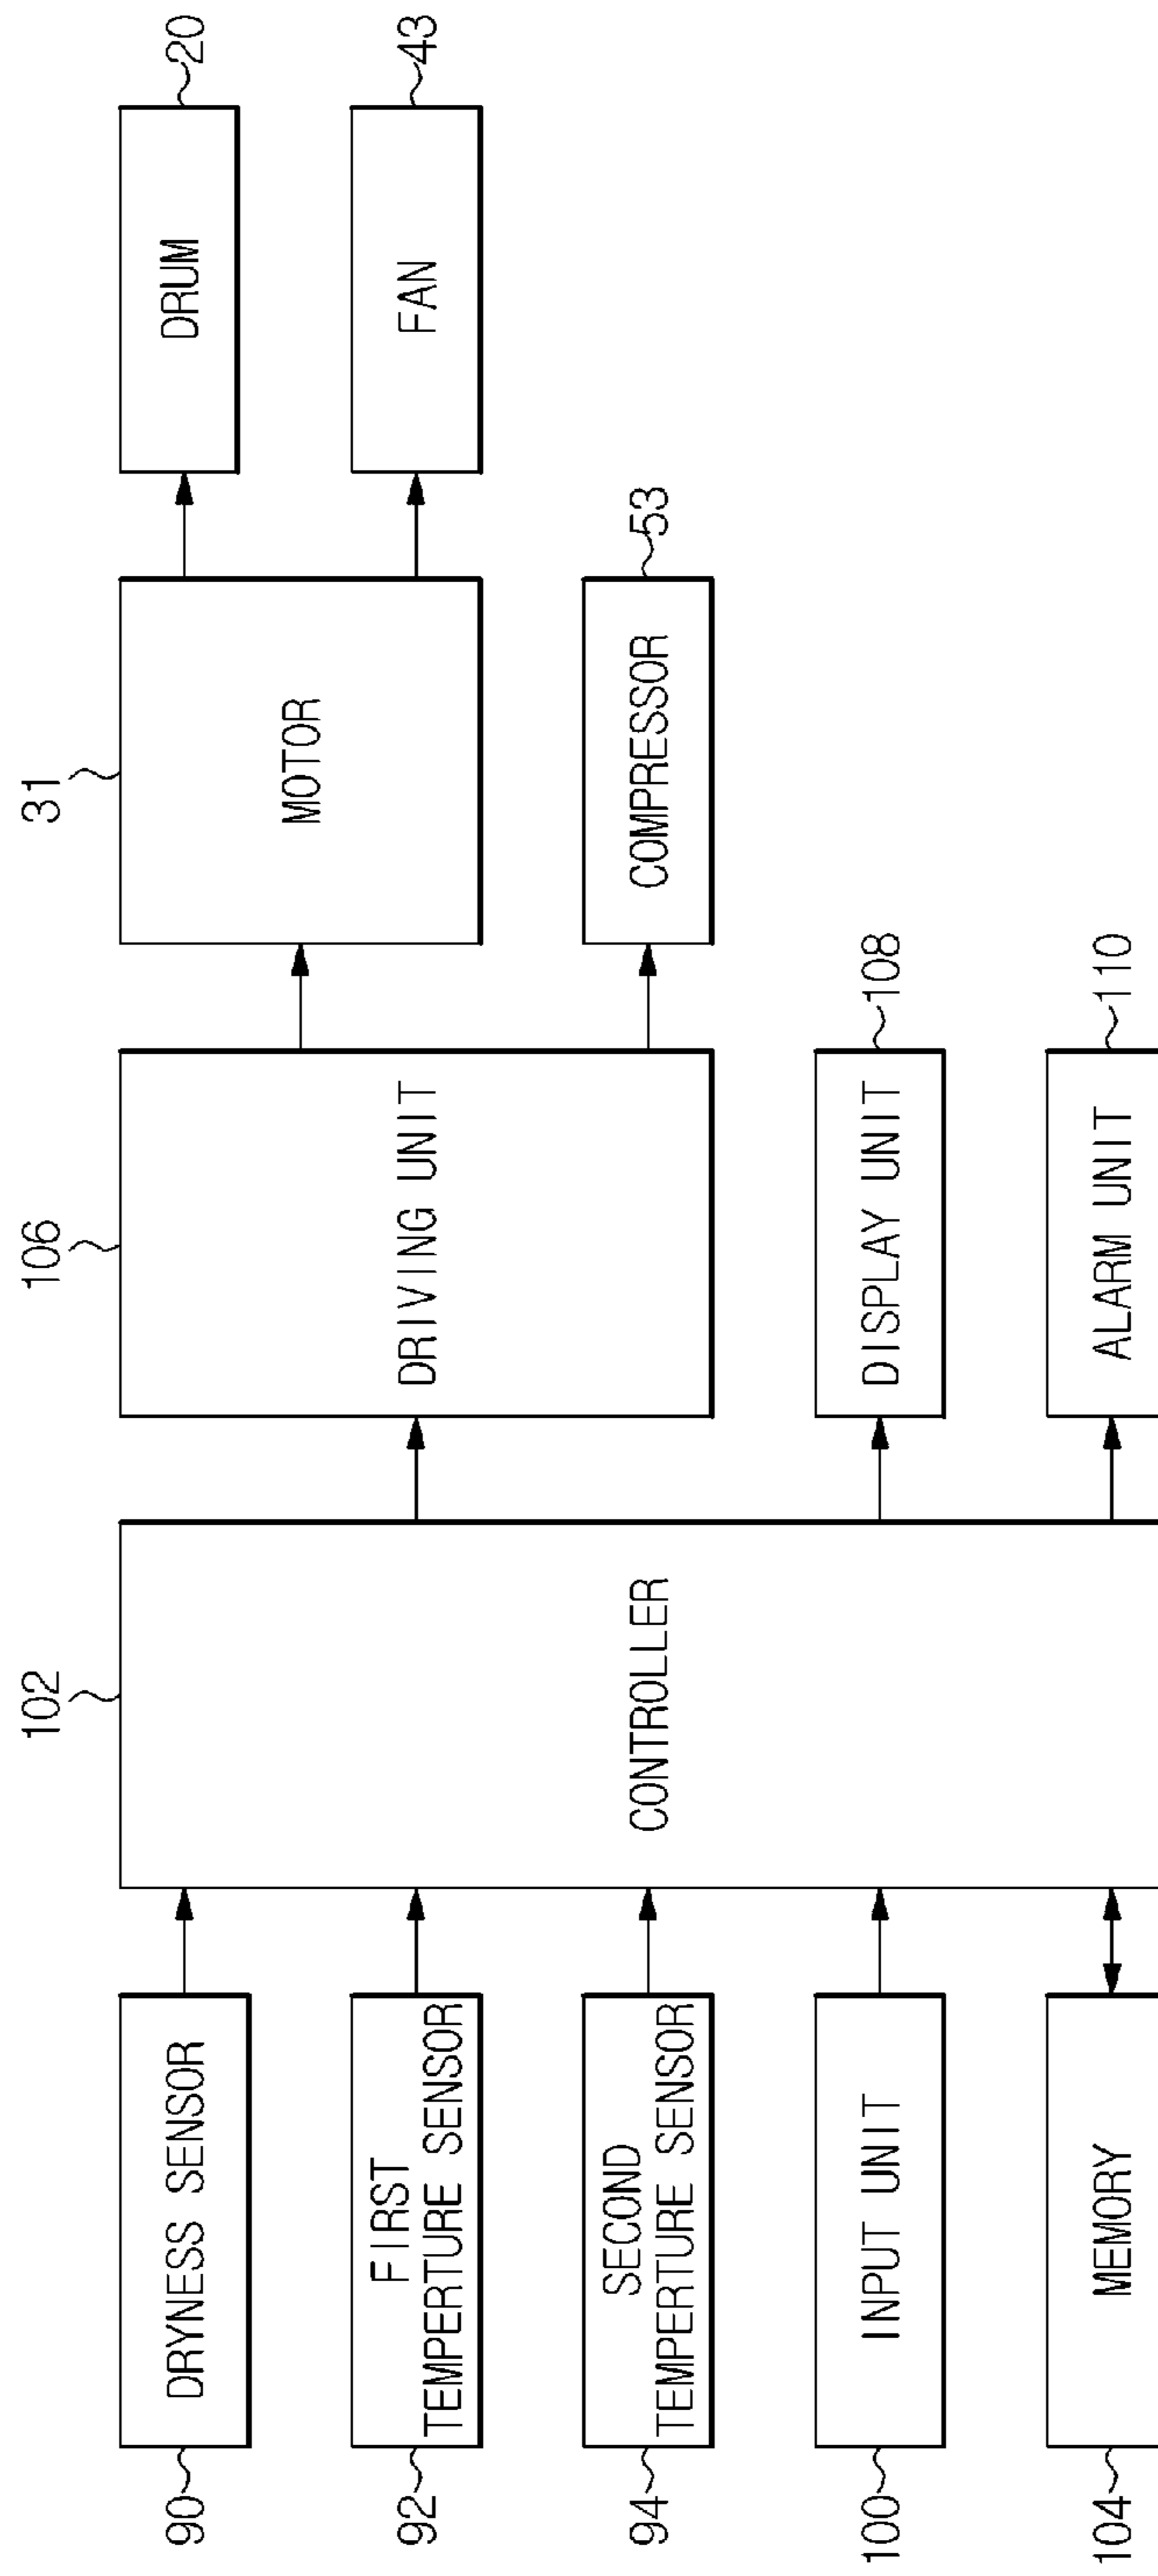 31
20
DRUM
106
MOTOR
102
43
FAN
90
DRYNESS SENSOR
DRIVING UNIT
53
COMPRESSOR
92
FIRST
TEMPERTURE SENSOR
CONTROLLER
94
SECOND
TEMPERTURE SENSOR
100
INPUT UNIT
DISPLAY UNIT
108
104
MEMORY
ALARM UNIT
110